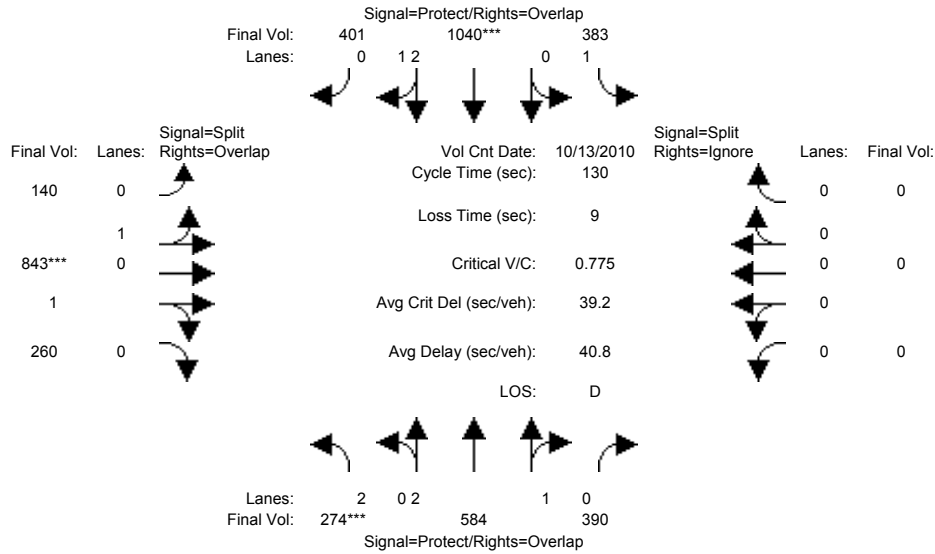 Signal=Protect/Rights=Overlap
Final Vol: 401 1040*** 383
Lanes: 0 1 2 0 1
Signal=Split Signal=Split
Final Vol: Lanes: Rights=Overlap Vol Cnt Date: 10/13/2010 Rights=Ignore Lanes: Final Vol:
Cycle Time (sec): 130
140 0 0 0
Loss Time (sec): 9
1 0
843*** 0 Critical V/C: 0.775 0 0
1 Avg Crit Del (sec/veh): 39.2 0
260 0 Avg Delay (sec/veh): 40.8 0 0
LOS: D
Lanes: 2 0 2 1 0
Final Vol: 274*** 584 390
Signal=Protect/Rights=Overlap